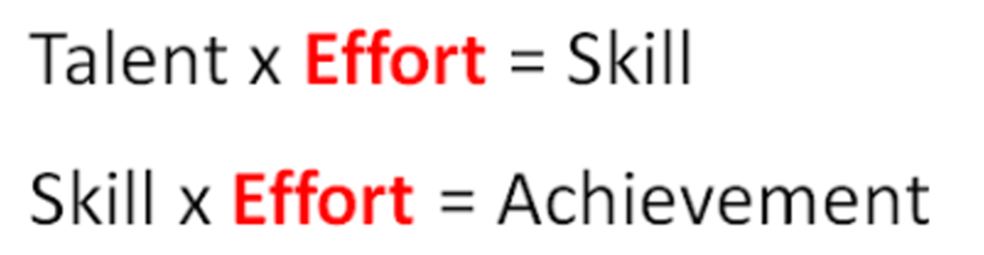 Talent x Effort = Skill
Skill x Effort = Achievement